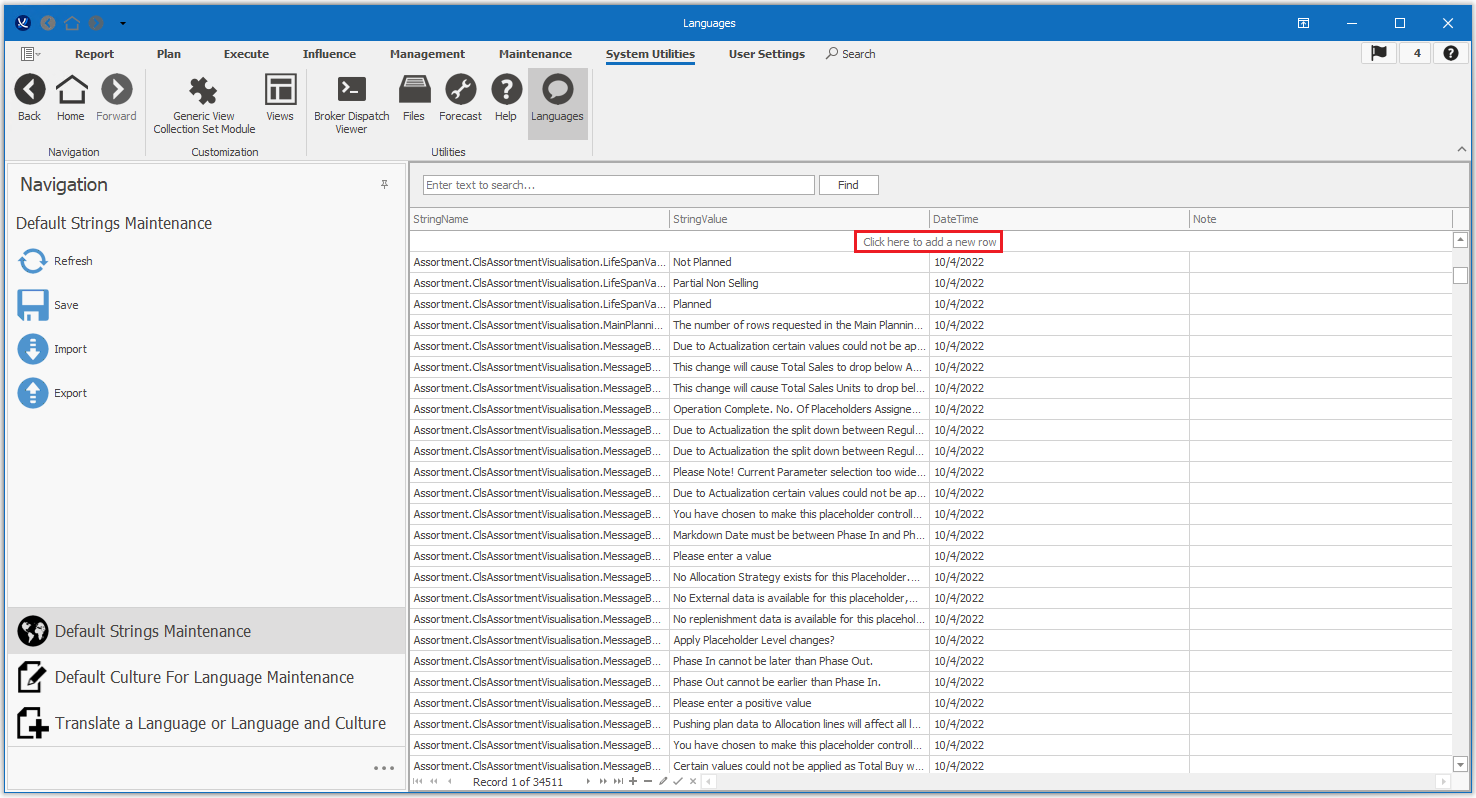 Languages
Report Plan Execute Influence Management Maintenance System Utilities User Settings Search 4
Back Home Forward Generic View Collection Set Module Views Broker Dispatch Viewer Files Forecast Help Languages
Navigation Customization Utilities
Navigation
Default Strings Maintenance
Refresh
Save
Import
Export
Default Strings Maintenance
Default Culture For Language Maintenance
Translate a Language or Language and Culture
Enter text to search... Find
StringName StringValue DateTime Note
Click here to add a new row
Assortment.ClsAssortmentVisualisation.LifeSpanVa... Not Planned 10/4/2022
Assortment.ClsAssortmentVisualisation.LifeSpanVa... Partial Non Selling 10/4/2022
Assortment.ClsAssortmentVisualisation.LifeSpanVa... Planned 10/4/2022
Assortment.ClsAssortmentVisualisation.MainPlanni... The number of rows requested in the Main Plannin... 10/4/2022
Assortment.ClsAssortmentVisualisation.MessageB... Due to Actualization certain values could not be ap... 10/4/2022
Assortment.ClsAssortmentVisualisation.MessageB... This change will cause Total Sales to drop below A... 10/4/2022
Assortment.ClsAssortmentVisualisation.MessageB... This change will cause Total Sales Units to drop bel... 10/4/2022
Assortment.ClsAssortmentVisualisation.MessageB... Operation Complete. No. Of Placeholders Assigne... 10/4/2022
Assortment.ClsAssortmentVisualisation.MessageB... Due to Actualization the split down between Regul... 10/4/2022
Assortment.ClsAssortmentVisualisation.MessageB... Due to Actualization the split down between Regul... 10/4/2022
Assortment.ClsAssortmentVisualisation.MessageB... Please Note! Current Parameter selection too wide... 10/4/2022
Assortment.ClsAssortmentVisualisation.MessageB... Due to Actualization certain values could not be ap... 10/4/2022
Assortment.ClsAssortmentVisualisation.MessageB... You have chosen to make this placeholder controll... 10/4/2022
Assortment.ClsAssortmentVisualisation.MessageB... Markdown Date must be between Phase In and Ph... 10/4/2022
Assortment.ClsAssortmentVisualisation.MessageB... Please enter a value 10/4/2022
Assortment.ClsAssortmentVisualisation.MessageB... No Allocation Strategy exists for this Placeholder.... 10/4/2022
Assortment.ClsAssortmentVisualisation.MessageB... No External data is available for this placeholder,... 10/4/2022
Assortment.ClsAssortmentVisualisation.MessageB... No replenishment data is available for this placehol... 10/4/2022
Assortment.ClsAssortmentVisualisation.MessageB... Apply Placeholder Level changes? 10/4/2022
Assortment.ClsAssortmentVisualisation.MessageB... Phase In cannot be later than Phase Out. 10/4/2022
Assortment.ClsAssortmentVisualisation.MessageB... Phase Out cannot be earlier than Phase In. 10/4/2022
Assortment.ClsAssortmentVisualisation.MessageB... Please enter a positive value 10/4/2022
Assortment.ClsAssortmentVisualisation.MessageB... Pushing plan data to Allocation lines will affect all l... 10/4/2022
Assortment.ClsAssortmentVisualisation.MessageB... You have chosen to make this placeholder controll... 10/4/2022
Assortment.ClsAssortmentVisualisation.MessageB... Certain values could not be applied as Total Buy w... 10/4/2022
Record 1 of 34511